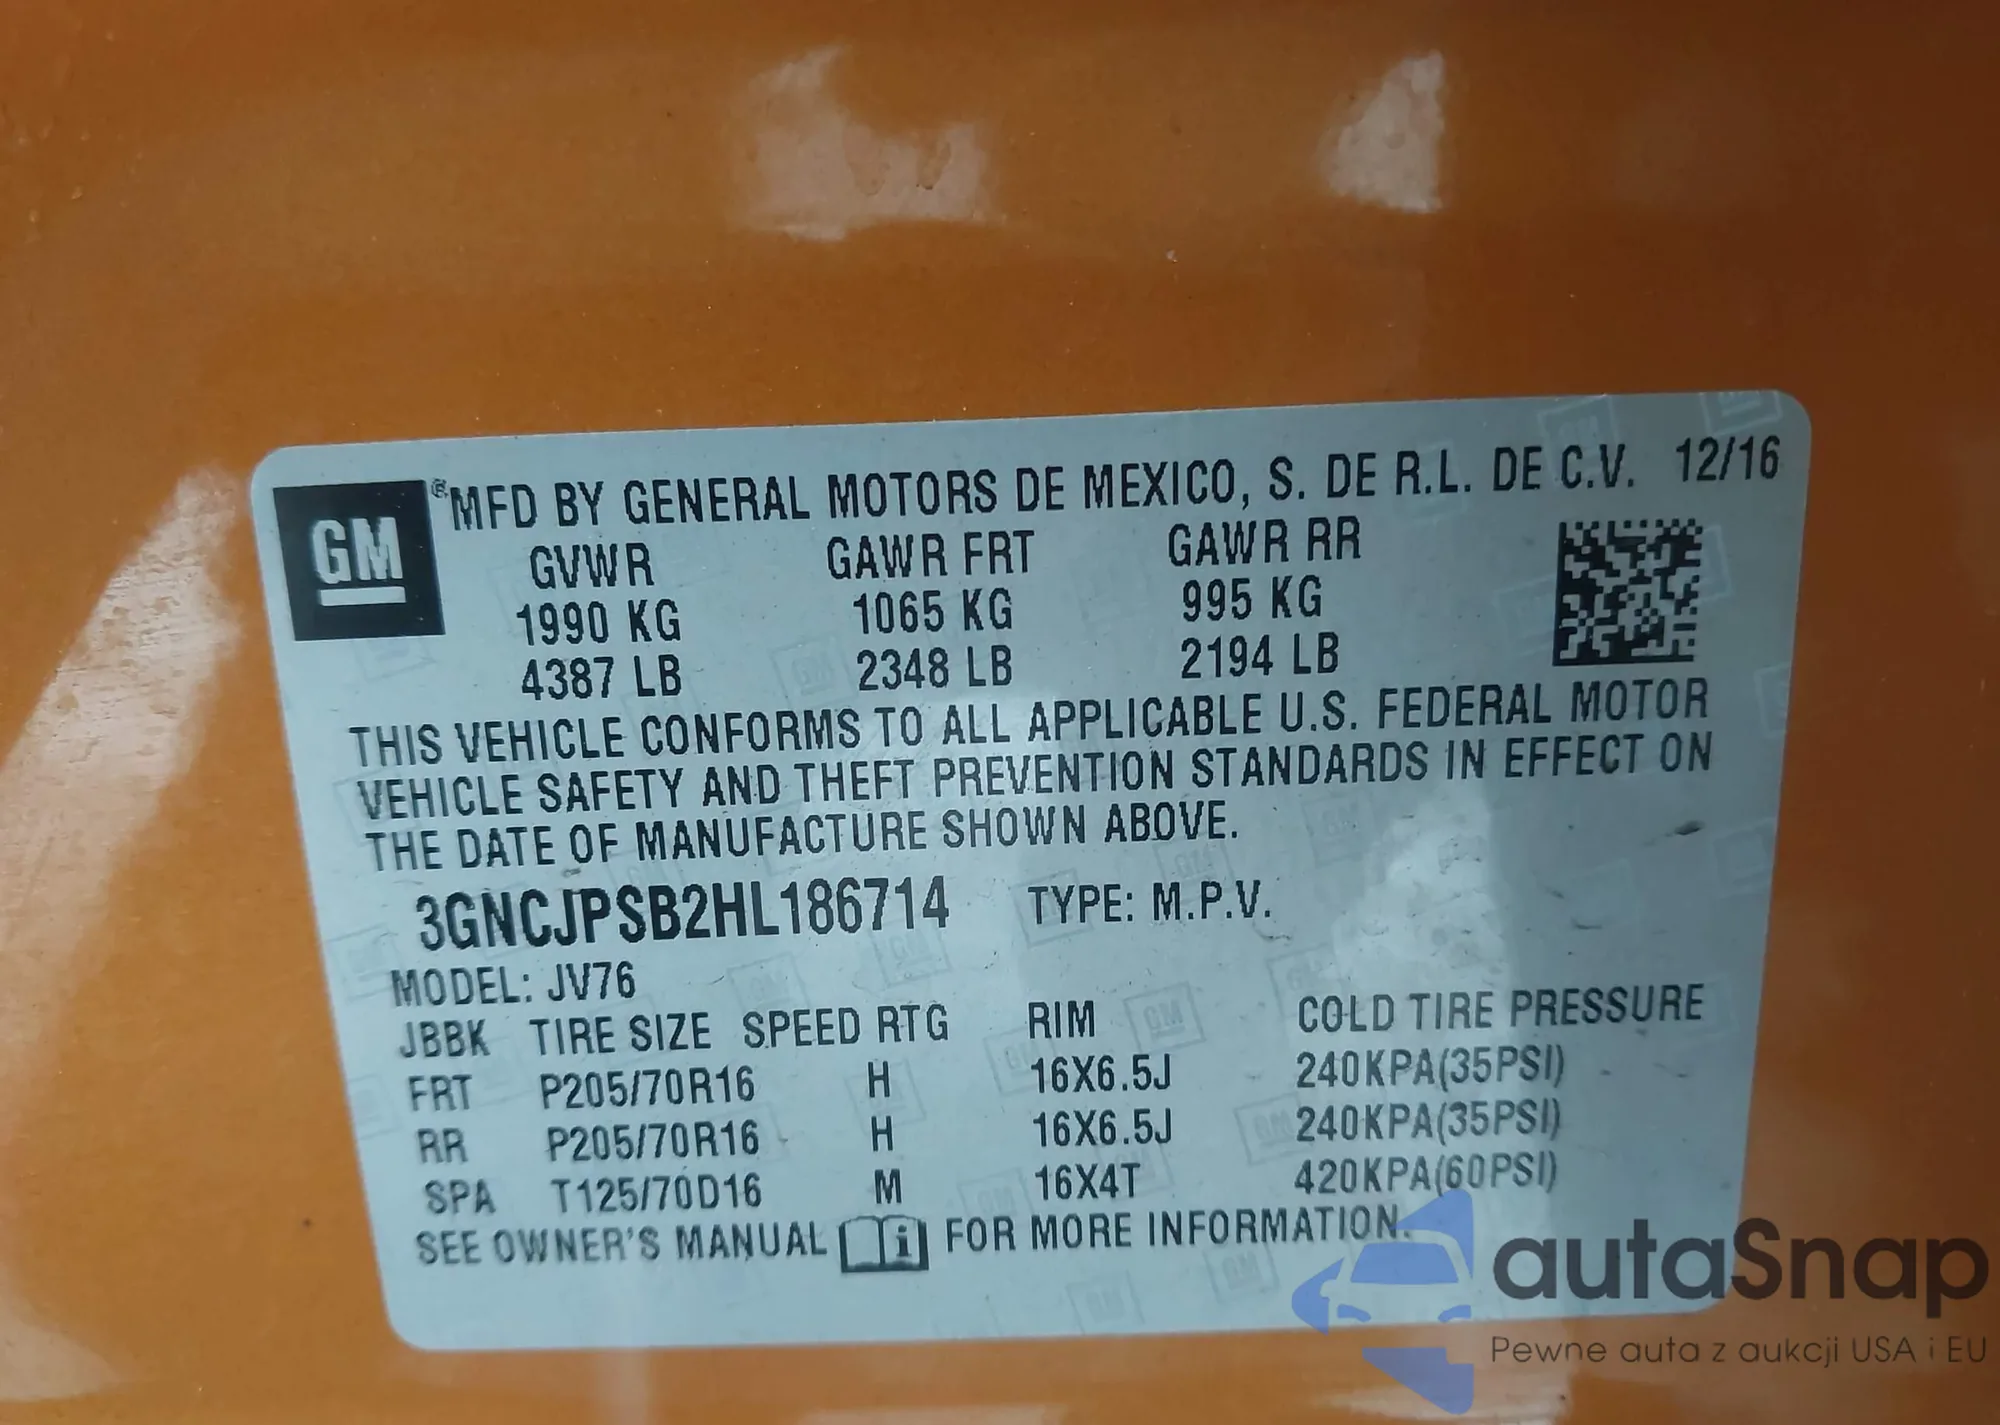 GM ® MFD BY GENERAL MOTORS DE MEXICO, S. DE R.L. DE C.V. 12/16
GVWR GAWR FRT GAWR RR
1990 KG 1065 KG 995 KG
4387 LB 2348 LB 2194 LB
THIS VEHICLE CONFORMS TO ALL APPLICABLE U.S. FEDERAL MOTOR
VEHICLE SAFETY AND THEFT PREVENTION STANDARDS IN EFFECT ON
THE DATE OF MANUFACTURE SHOWN ABOVE.
3GNCJPSB2HL186714 TYPE: M.P.V.
MODEL: JV76
JBBK TIRE SIZE SPEED RTG RIM COLD TIRE PRESSURE
FRT P205/70R16 H 16X6.5J 240KPA(35PSI)
RR P205/70R16 H 16X6.5J 240KPA(35PSI)
SPA T125/70D16 M 16X4T 420KPA(60PSI)
SEE OWNER'S MANUAL i FOR MORE INFORMATION.
autaSnap
Pewne auta z aukcji USA i EU